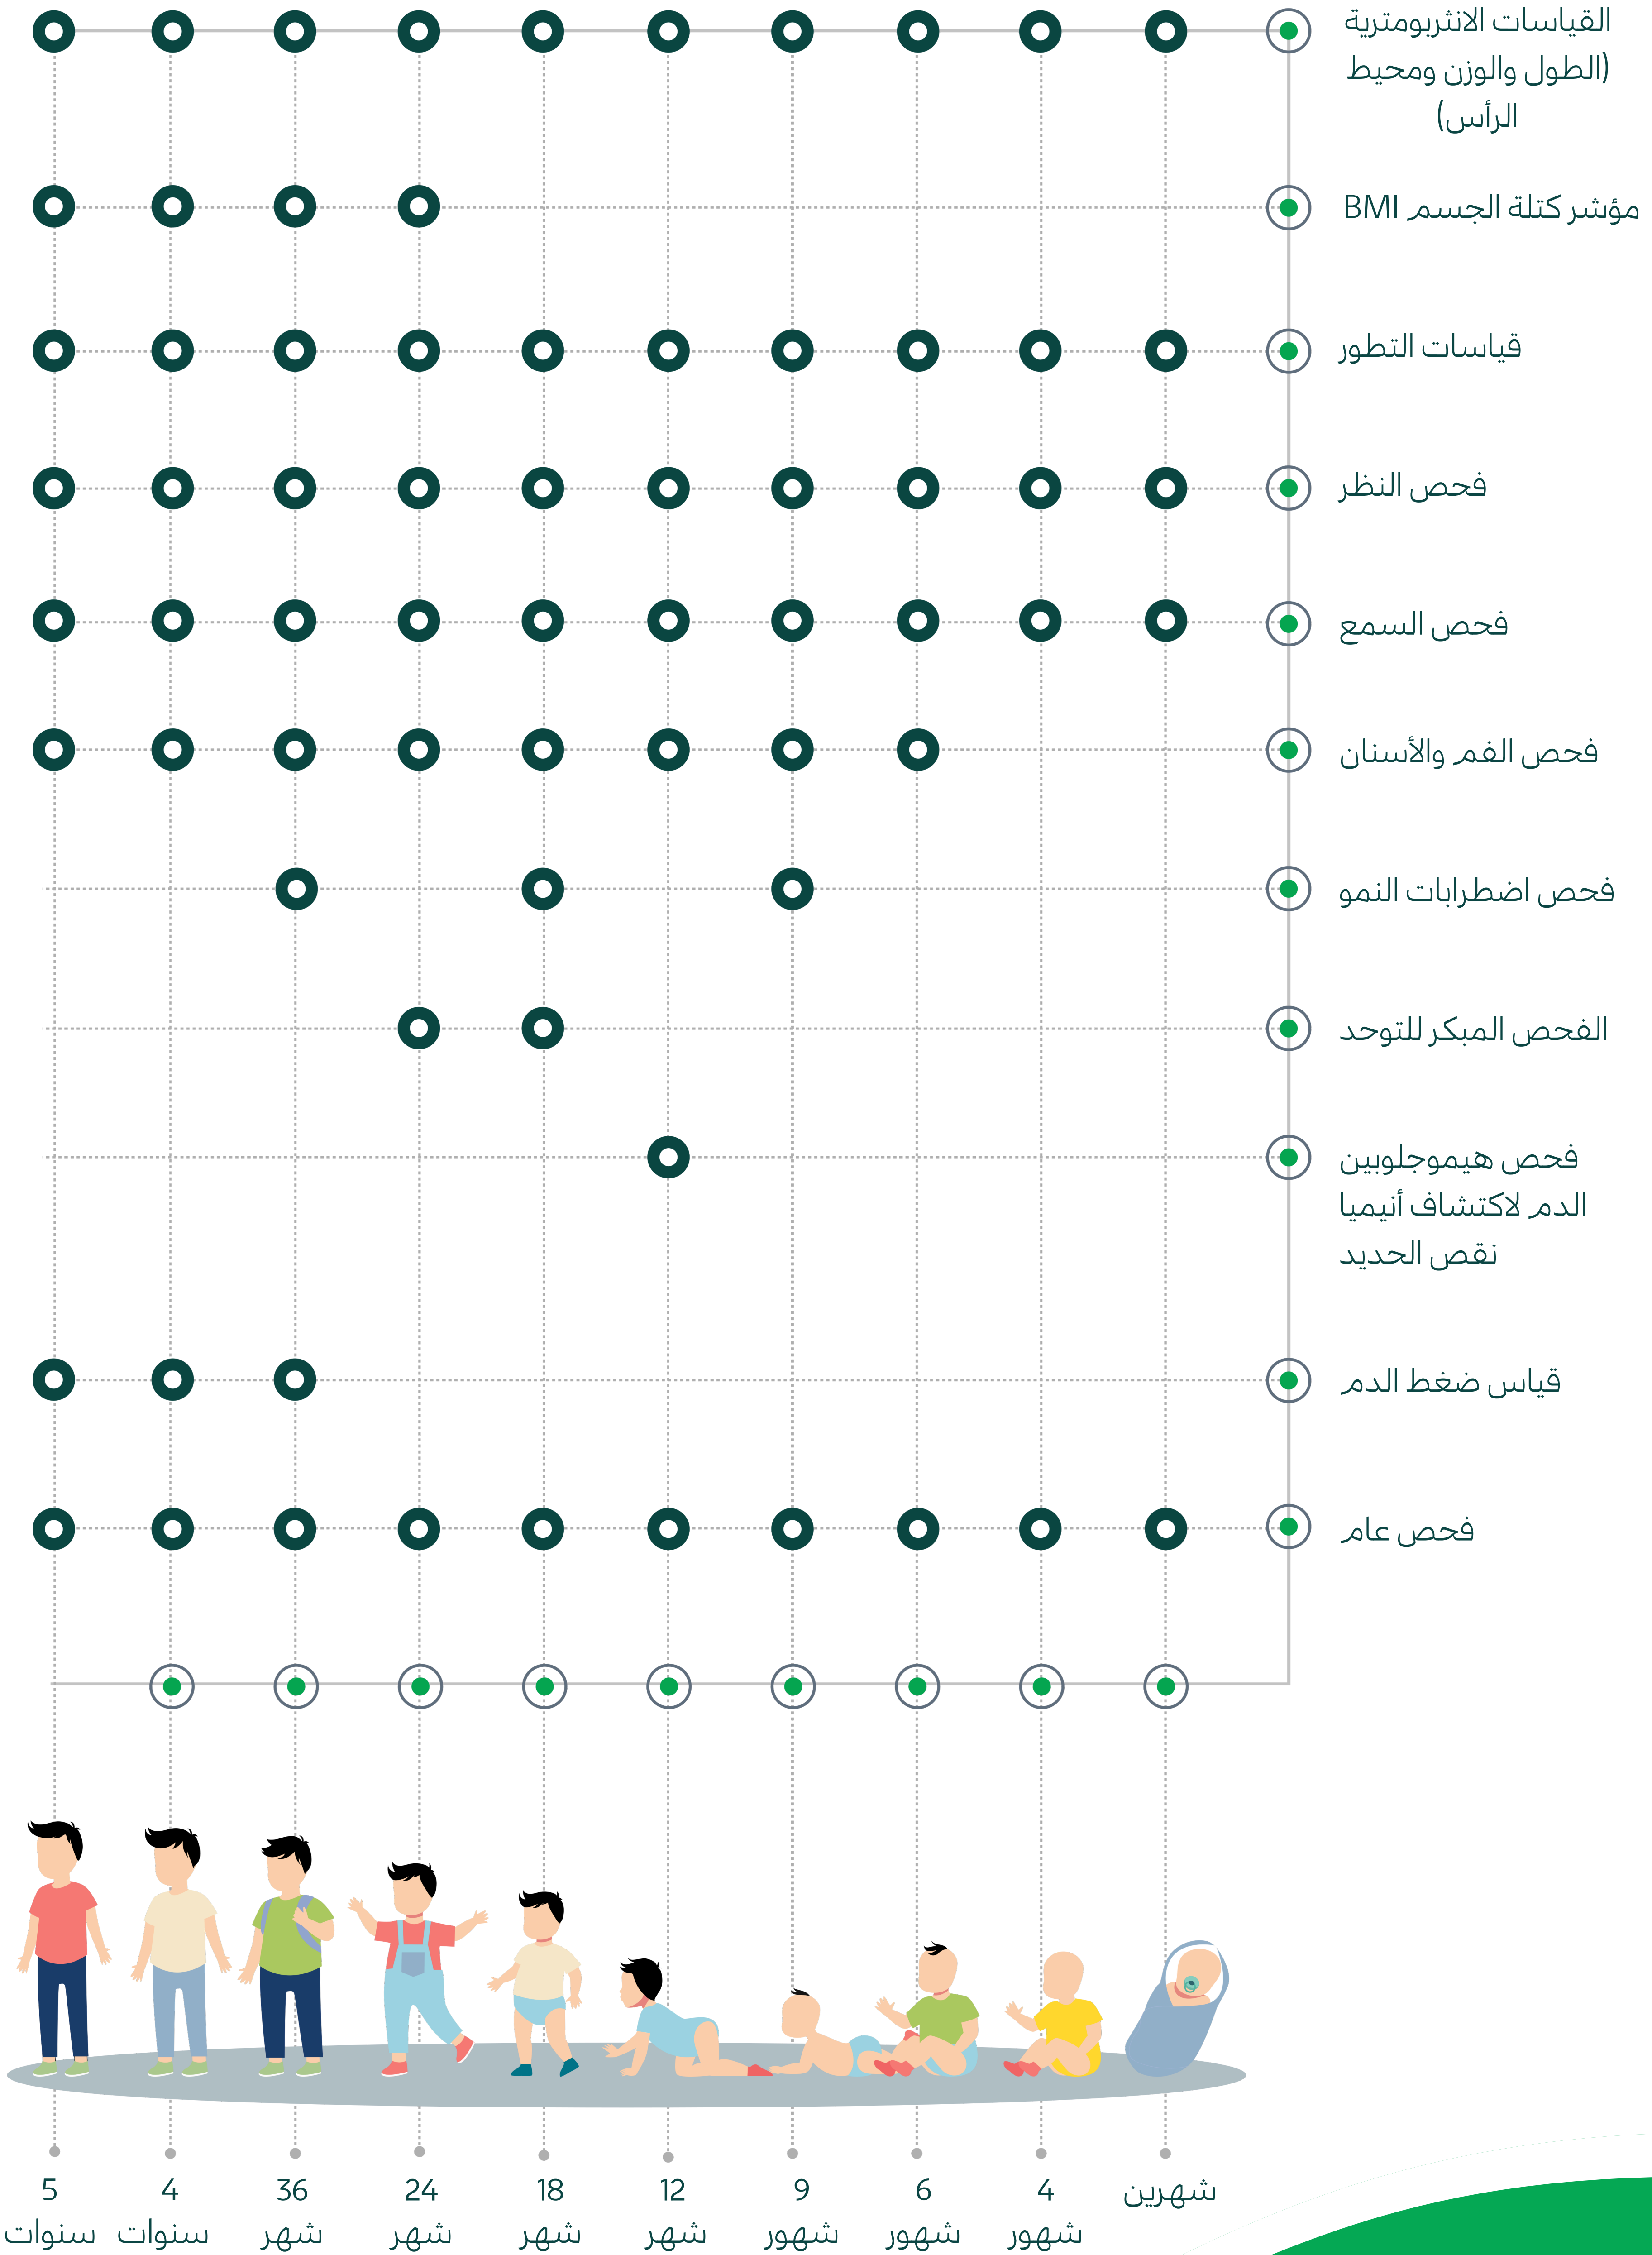 القياسات الانثربومترية
(الطول والوزن ومحيط
الرأس)
مؤشر كتلة الجسم BMI
قياسات التطور
فحص النظر
فحص السمع
فحص الفم والأسنان
فحص اضطرابات النمو
الفحص المبكر للتوحد
فحص هيموجلوبين
الدم لاكتشاف أنيميا
نقص الحديد
قياس ضغط الدم
فحص عام
شهرين
4
شهور
6
شهور
9
شهور
12
شهر
18
شهر
24
شهر
36
شهر
4
سنوات
5
سنوات